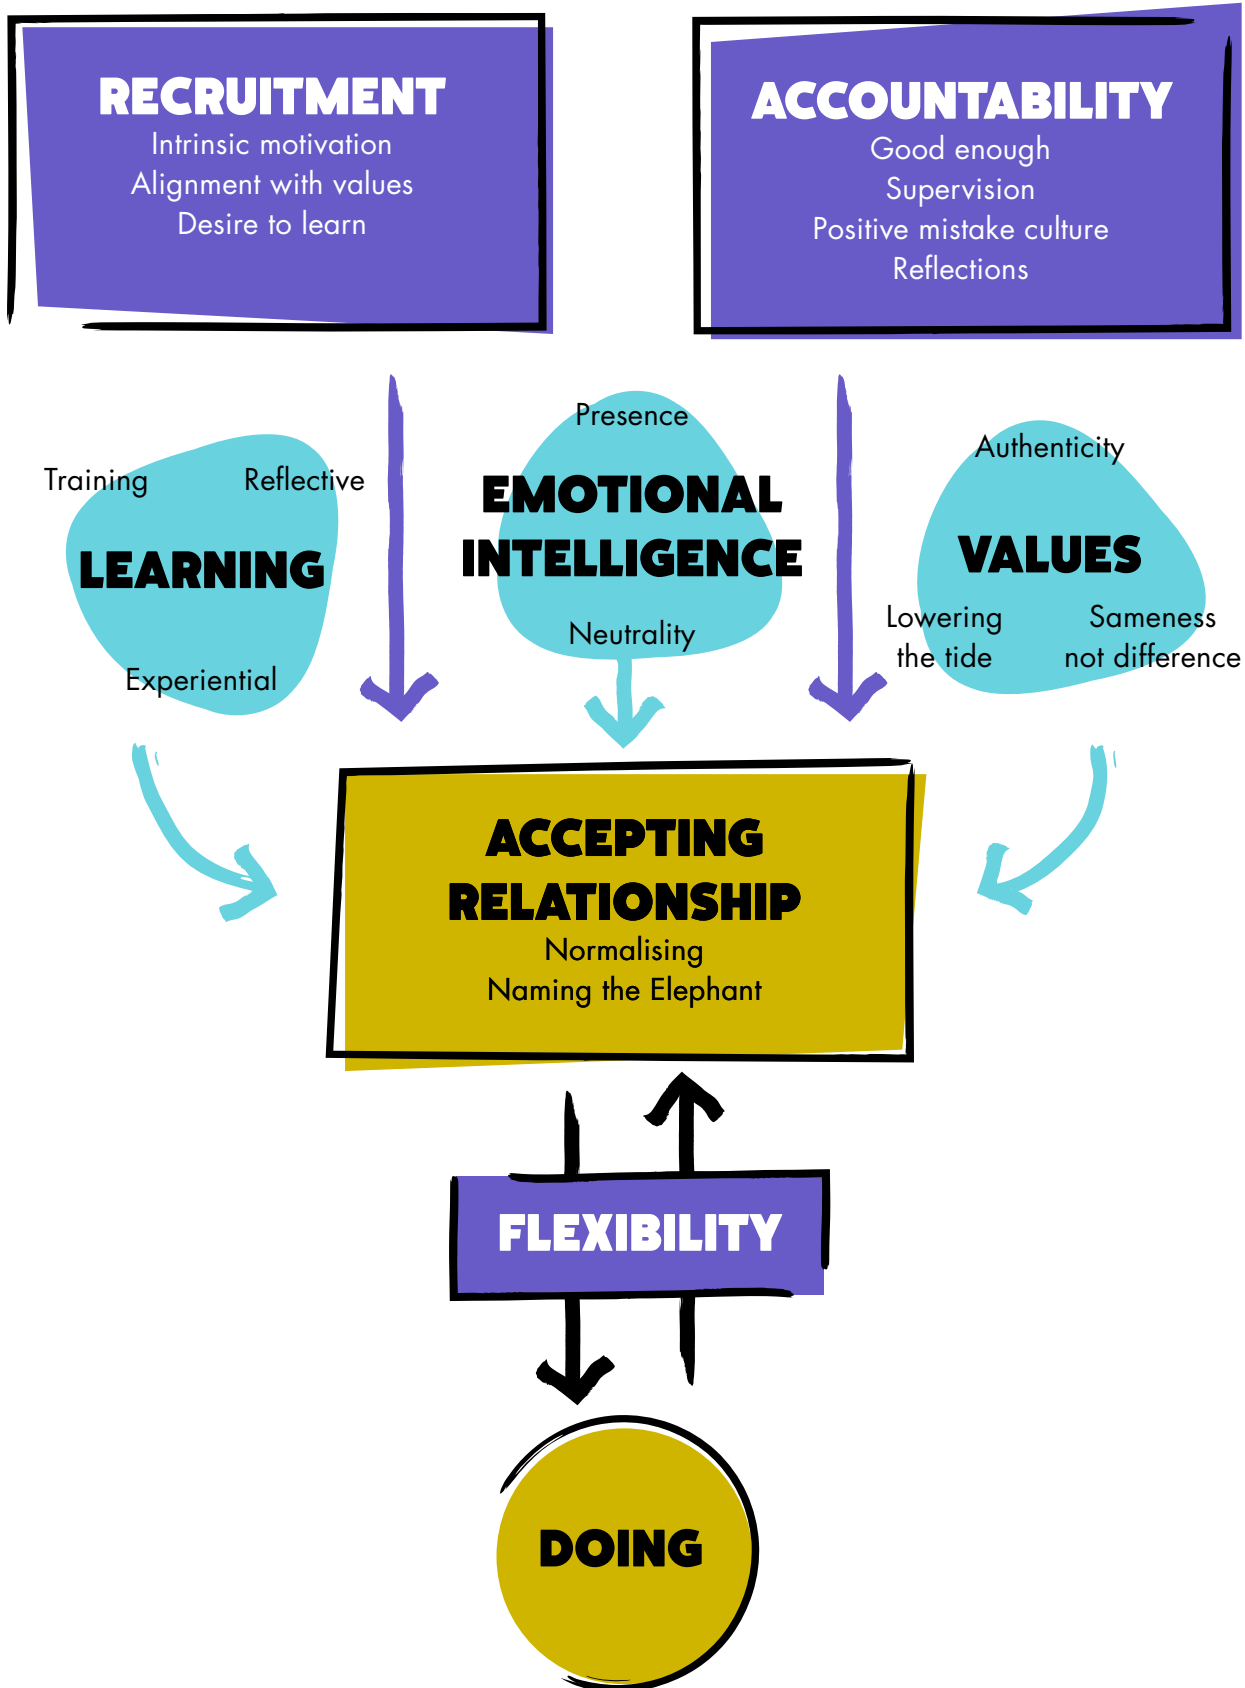 RECRUITMENT
Intrinsic motivation
Alignment with values
Desire to learn
ACCOUNTABILITY
Good enough
Supervision
Positive mistake culture
Reflections
Training
Reflective
LEARNING
Experiential
Presence
EMOTIONAL
INTELLIGENCE
Neutrality
Authenticity
VALUES
Lowering
the tide
Sameness
not difference
ACCEPTING
RELATIONSHIP
Normalising
Naming the Elephant
FLEXIBILITY
DOING